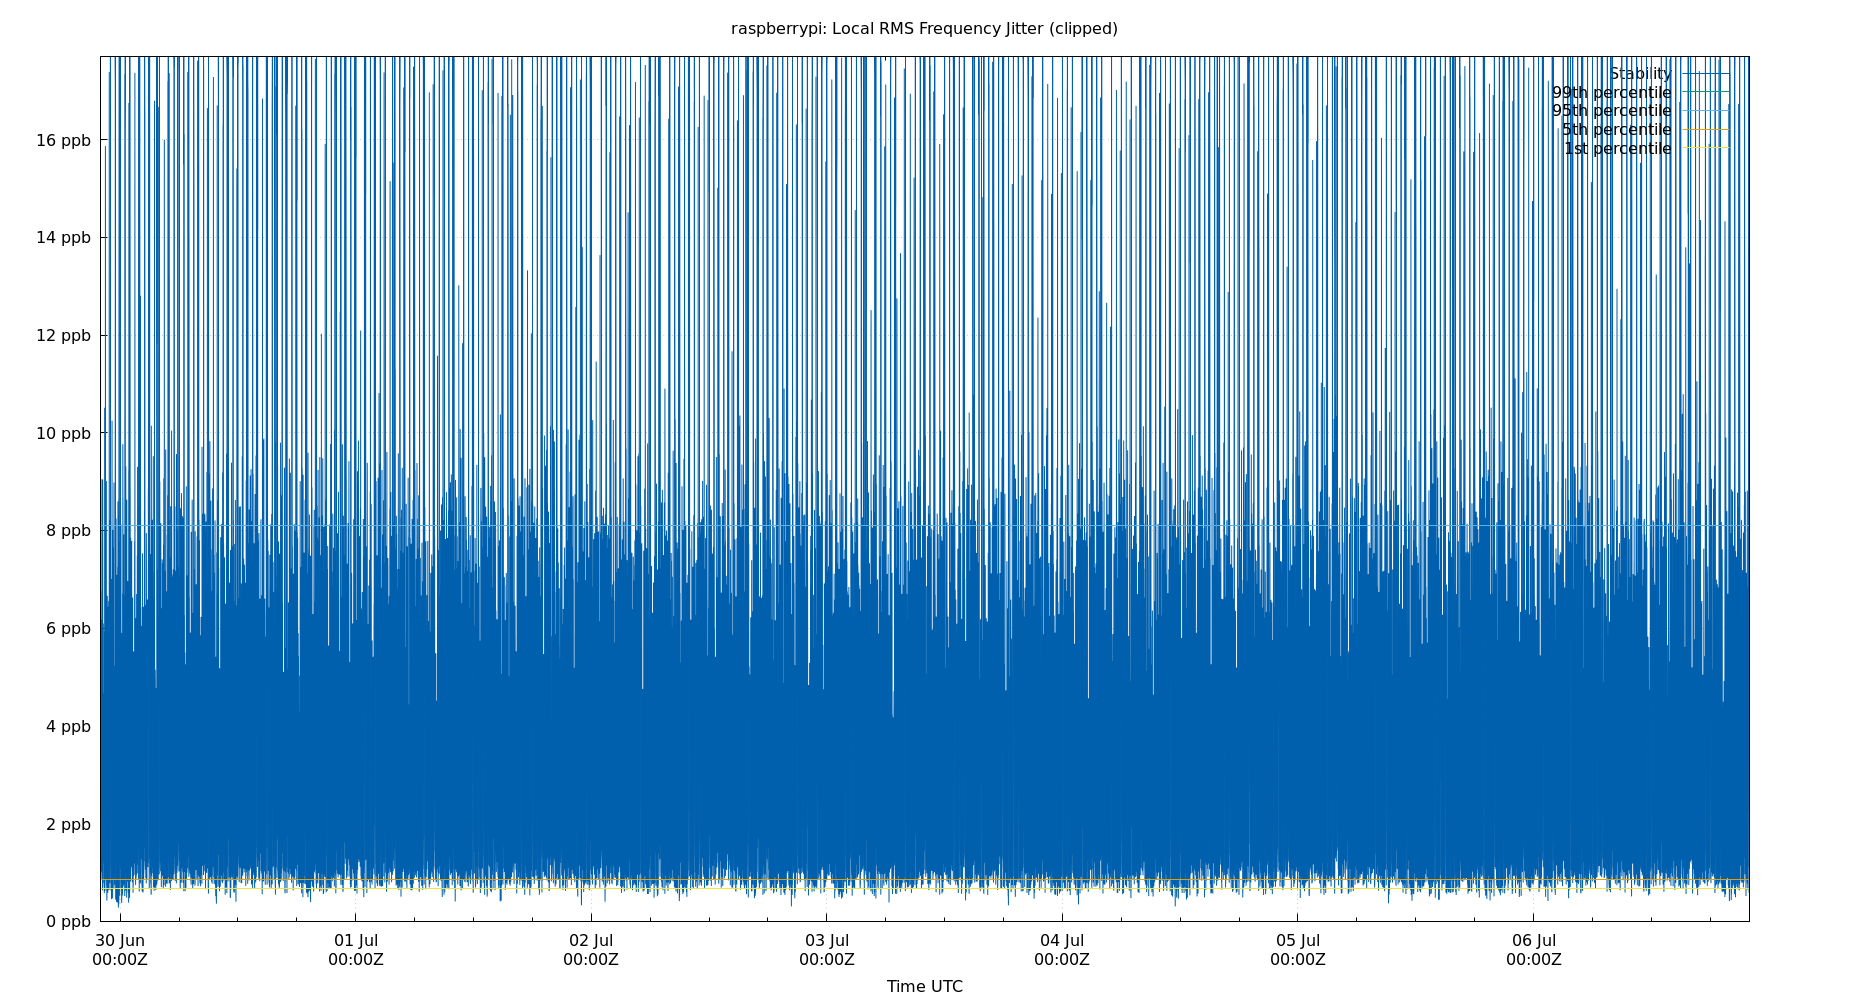 raspberrypi: Local RMS Frequency Jitter (clipped)
Stability
99th percentile
95th percentile
5th percentile
1st percentile
16 ppb
14 ppb
12 ppb
10 ppb
8 ppb
6 ppb
4 ppb
2 ppb
0 ppb
30 Jun 01 Jul 02 Jul 03 Jul 04 Jul 05 Jul 06 Jul
00:00Z 00:00Z 00:00Z 00:00Z 00:00Z 00:00Z 00:00Z
Time UTC